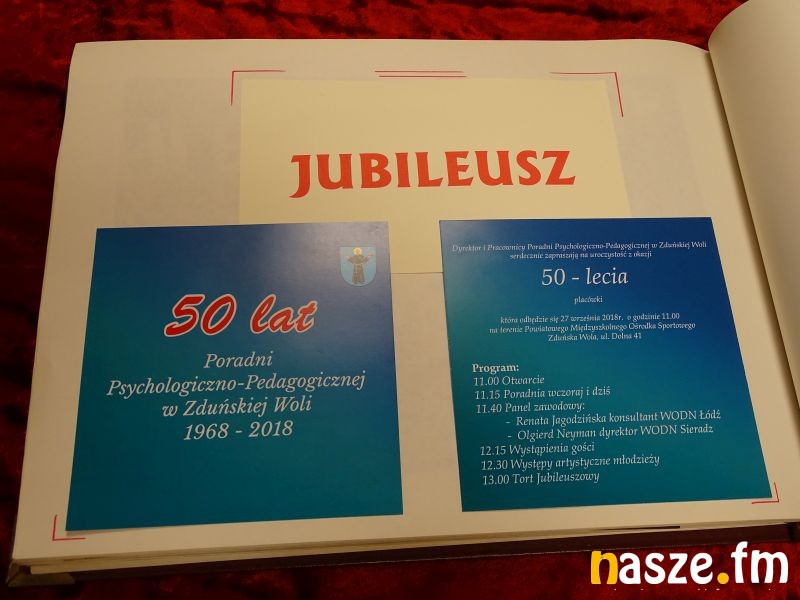 JUBILEUSZ
50 lat
Poradni
Psychologiczno-Pedagogicznej
w Zduńskiej Woli
1968 - 2018
Dyrektor i Pracownicy Poradni Psychologiczno-Pedagogicznej w Zduńskiej Woli
serdecznie zapraszają na uroczystość z okazji
50 - lecia
placówki
która odbędzie się 27 września 2018r. o godzinie 11.00
na terenie Powiatowego Międzyszkolnego Ośrodka Sportowego
Zduńska Wola, ul. Dolna 41
Program:
11.00 Otwarcie
11.15 Poradnia wczoraj i dziś
11.40 Panel zawodowy:
- Renata Jagodzińska konsultant WODN Łódź
- Olgierd Neyman dyrektor WODN Sieradz
12.15 Wystąpienia gości
12.30 Występy artystyczne młodzieży
13.00 Tort Jubileuszowy
nasze.fm